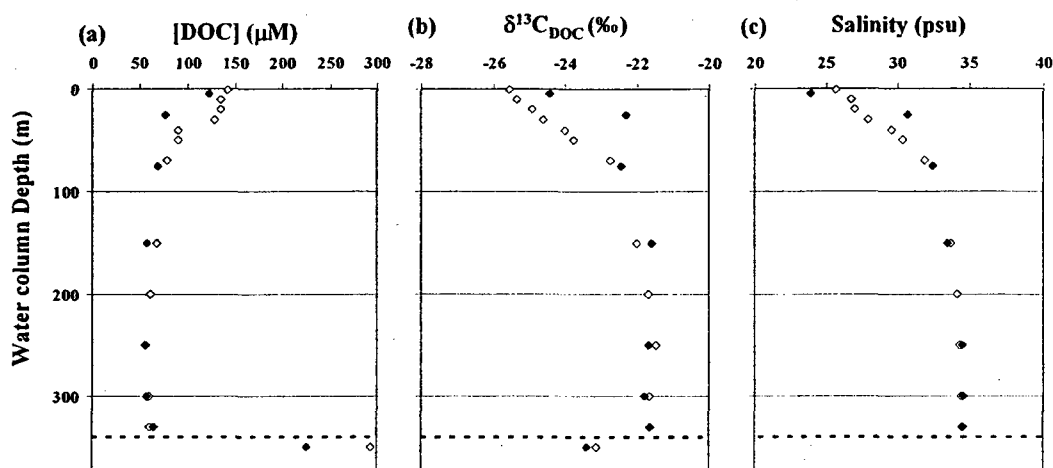 (a) [DOC] (μM)
0 50 100 150 200 250 300
(b) δ13CDOC (‰)
-28 -26 -24 -22 -20
(c) Salinity (psu)
20 25 30 35 40
Water column Depth (m)
0
100
200
300